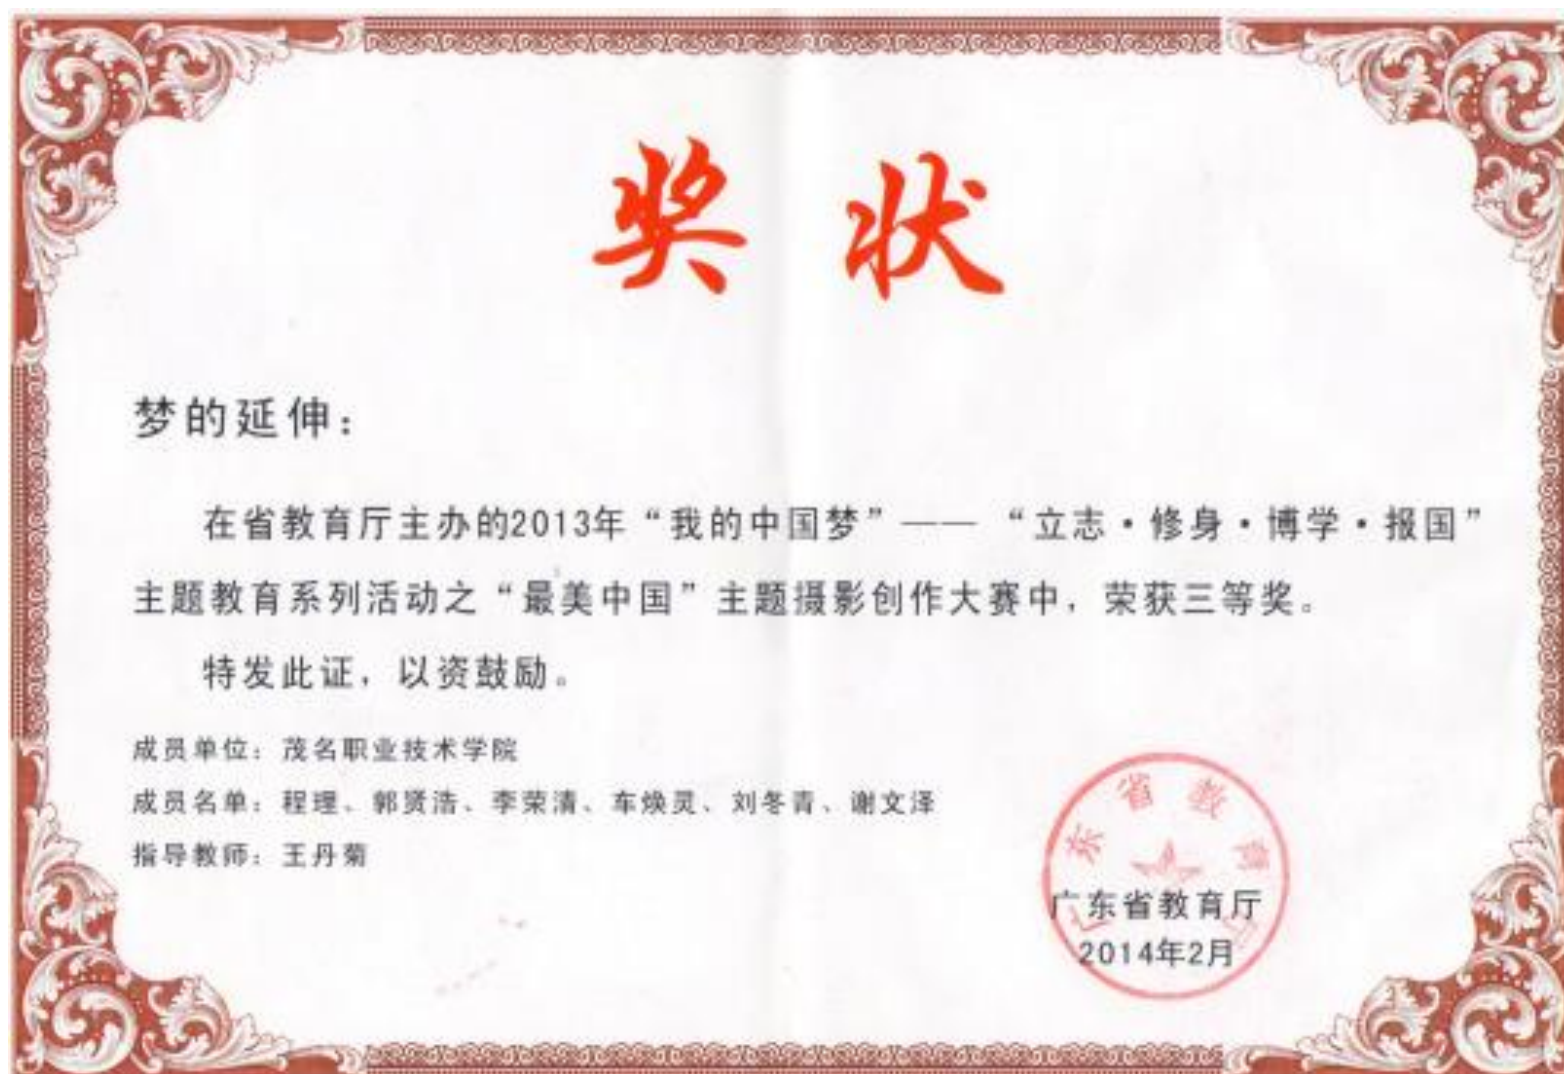 奖状
梦的延伸：
在省教育厅主办的2013年“我的中国梦”——“立志·修身·博学·报国”
主题教育系列活动之“最美中国”主题摄影创作大赛中，荣获三等奖。
特发此证，以资鼓励。
成员单位：茂名职业技术学院
成员名单：程理、郭贤浩、李荣清、车焕灵、刘冬青、谢文泽
指导教师：王丹菊
广东省教育厅
广东省教育厅
2014年2月